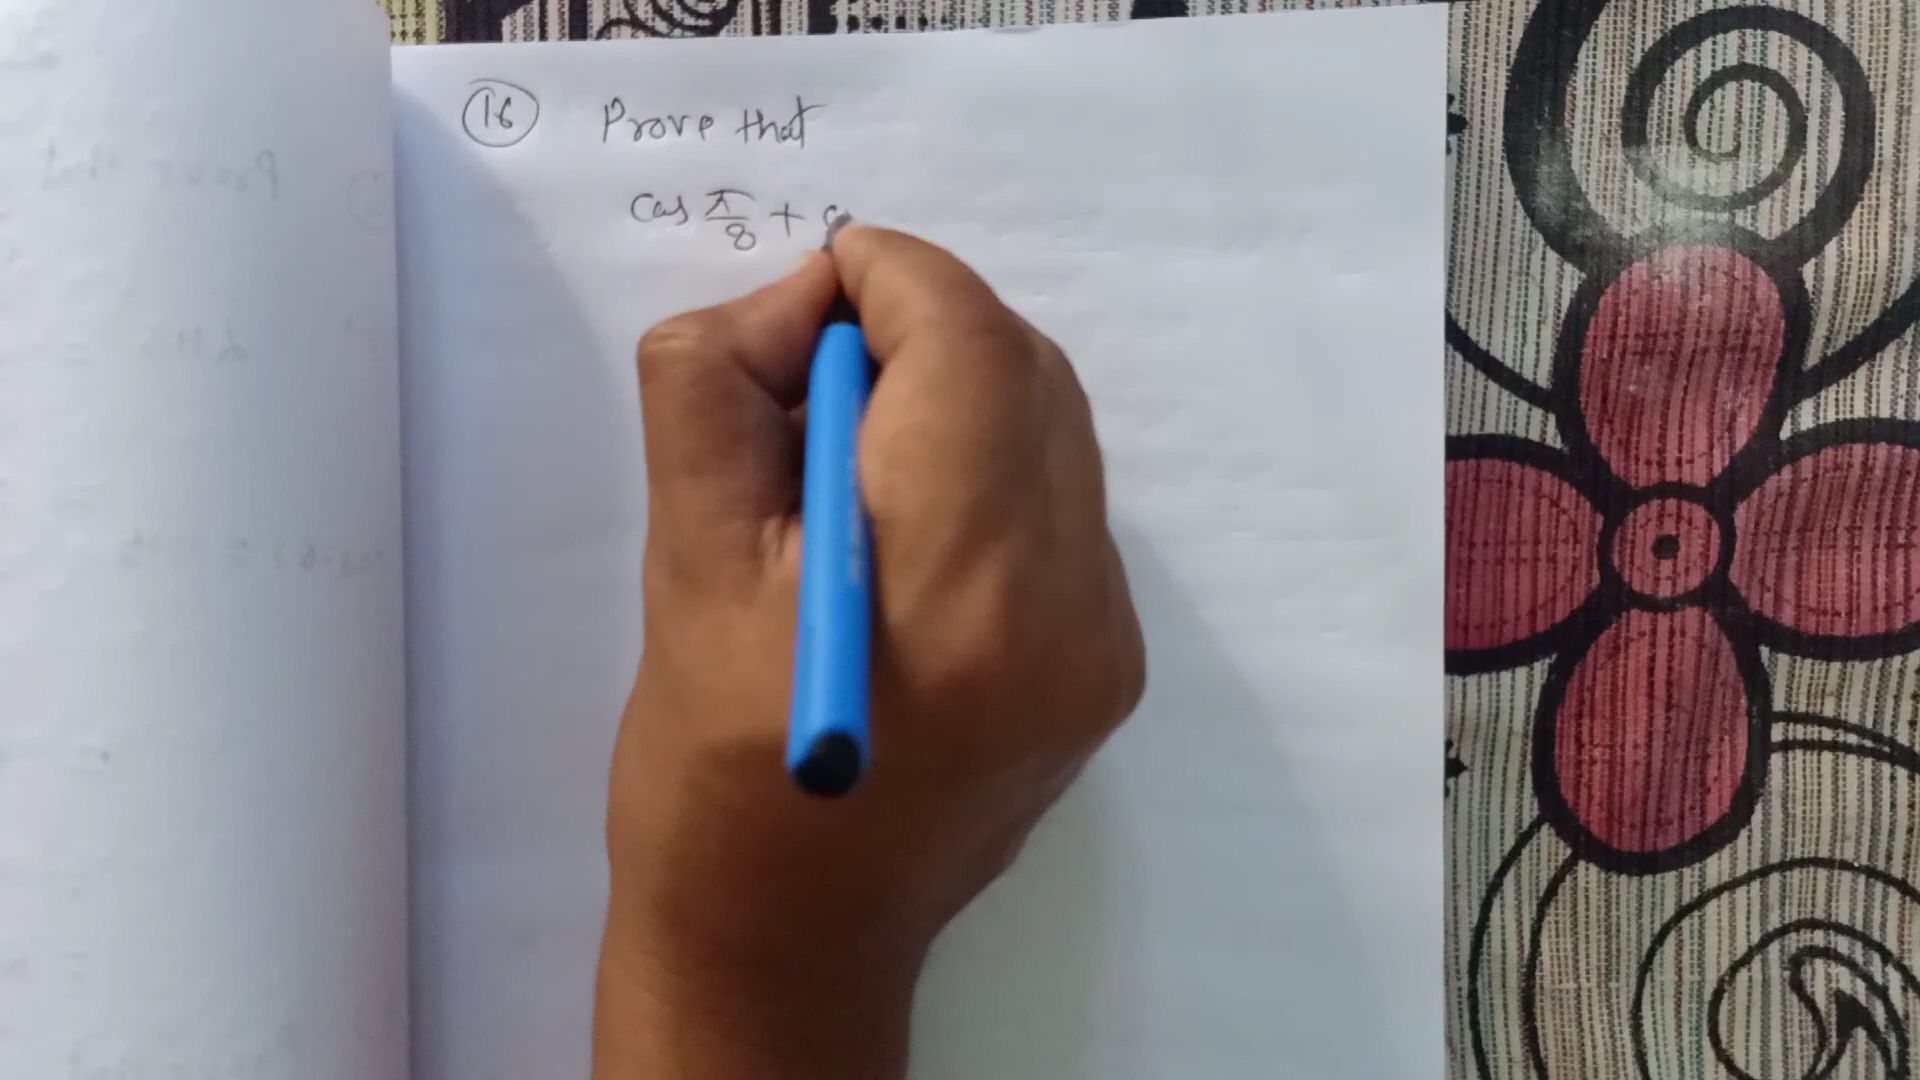 16 Prove that
cos π/8 +